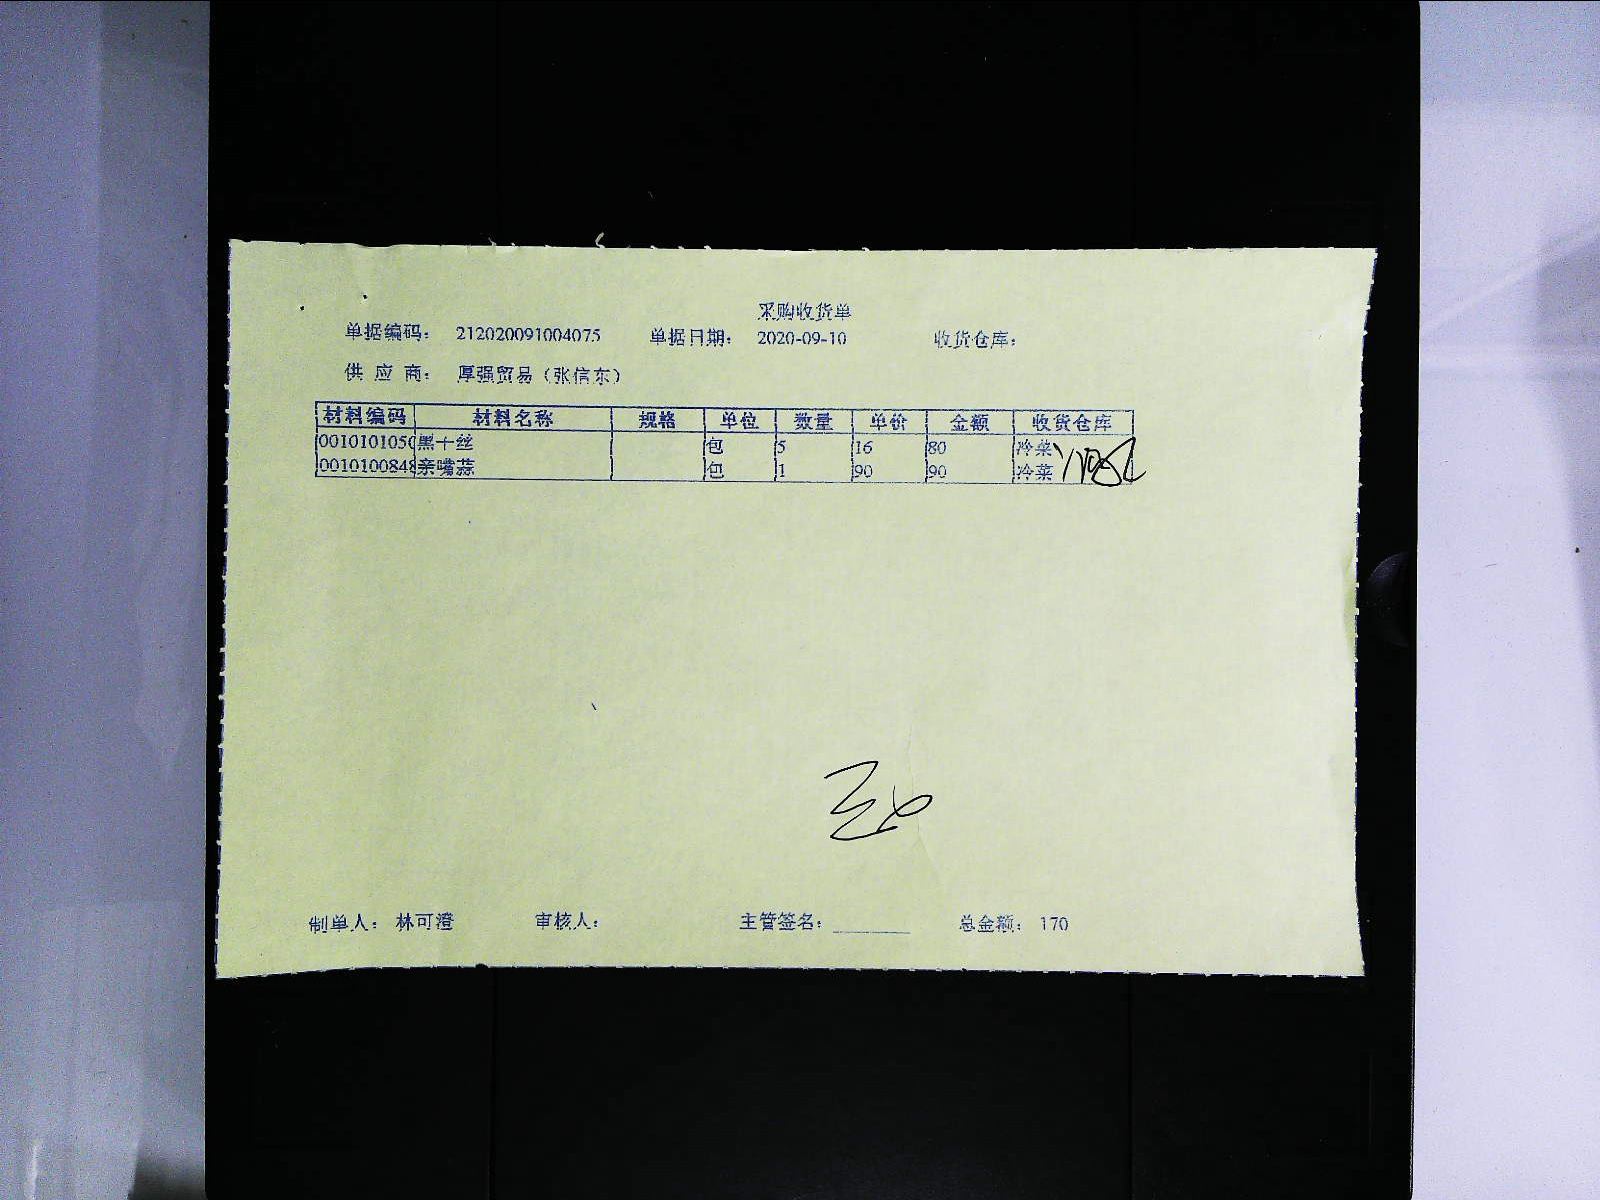 采购收货单
单据编码： 212020091004075 单据日期： 2020-09-10 收货仓库：
供 应 商： 厚强贸易（张信东）
材料编码 材料名称 规格 单位 数量 单价 金额 收货仓库
0010101050 黑干丝 包 5 16 80 冷菜
0010100848 亲嘴蒜 包 1 90 90 冷菜
制单人： 林可澄 审核人： 主管签名： 总金额： 170